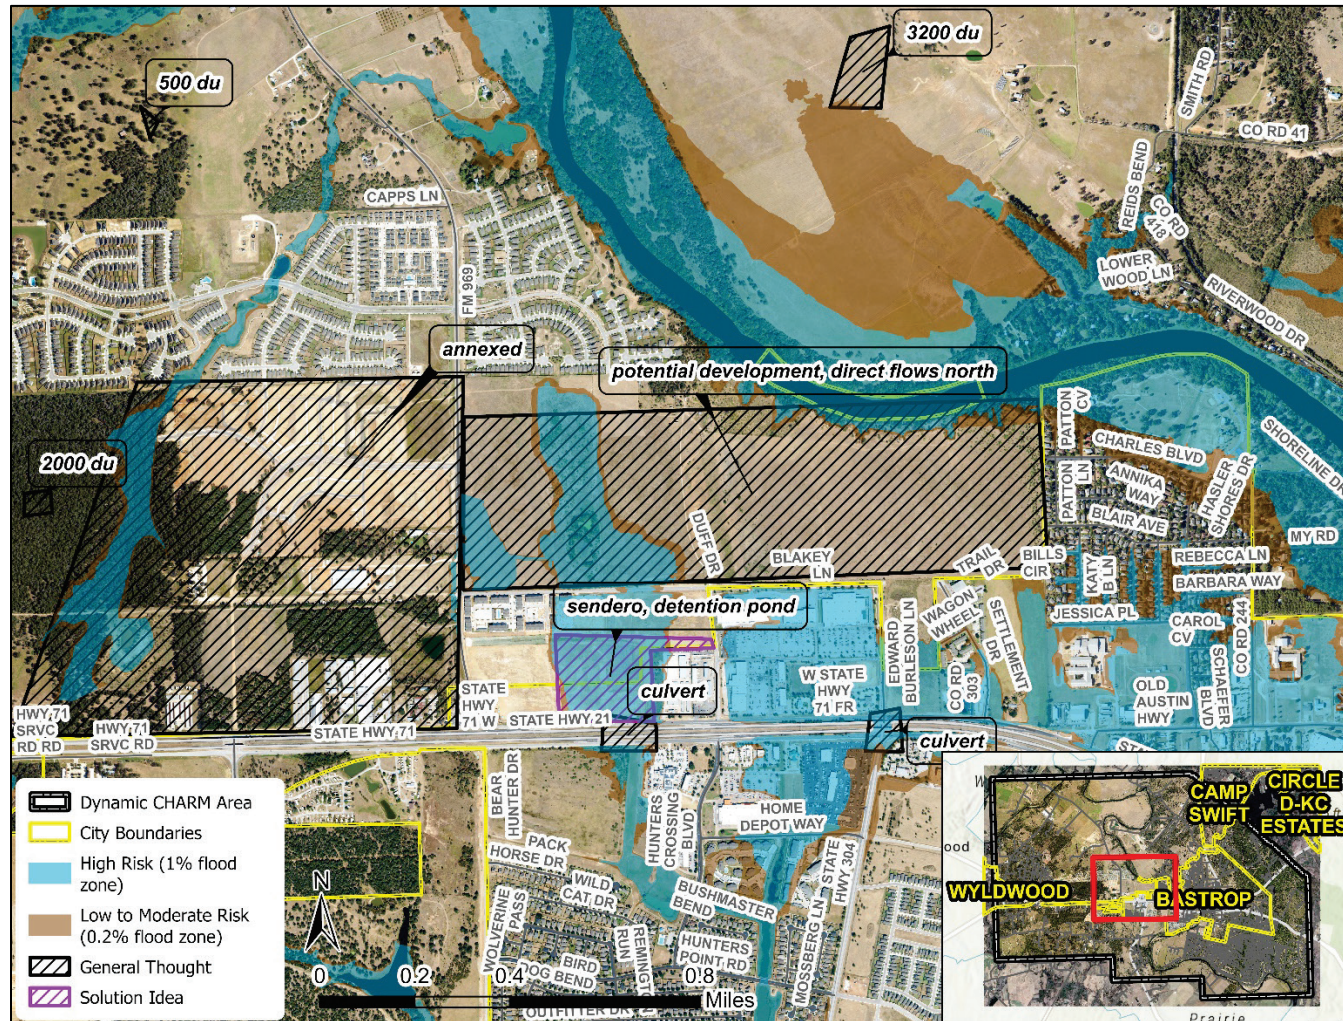 500 du
3200 du
SMITH RD
CO RD 41
REIDS BEND
CO RD
418
CAPPS LN
LOWER
WOOD LN
RIVERWOOD DR
FM 969
annexed
potential development, direct flows north
2000 du
PATTON
CV
CHARLES BLVD
SHORELINE DR
PATTON
LN
ANNIKA
WAY
HASLER
SHORES DR
BLAIR AVE
MY RD
DUFF DR
BLAKEY
LN
TRAIL
DR
BILLS
CIR
KATY
B LN
REBECCA LN
BARBARA WAY
sendero, detention pond
WAGON
WHEEL
SETTLEMENT
DR
JESSICA PL
CAROL
CV
CO RD 244
EDWARD
BURLESON LN
CO RD
303
culvert
STATE
HWY
71 W
STATE HWY 21
W STATE
HWY
71 FR
OLD
AUSTIN
HWY
SCHAEFER
BLVD
HWY 71
SRVC
RD RD
HWY 71
SRVC RD
STATE HWY 71
culvert
BEAR
HUNTER DR
HUNTERS
CROSSING
BLVD
HOME
DEPOT WAY
STATE
HWY 304
PACK
HORSE DR
WILD
CAT DR
BUSHMASTER
BEND
WOLVERINE
PASS
REMINGTO
RUN
HUNTERS
POINT RD
MOSSBERG LN
BIRD
DOG BEND
OUTFITTER DR
Dynamic CHARM Area
City Boundaries
High Risk (1% flood
zone)
Low to Moderate Risk
(0.2% flood zone)
General Thought
Solution Idea
N
0 0.2 0.4 0.8
Miles
CAMP
SWIFT
CIRCLE
D-KC
ESTATES
ood
WYLDWOOD
BASTROP
Prairie